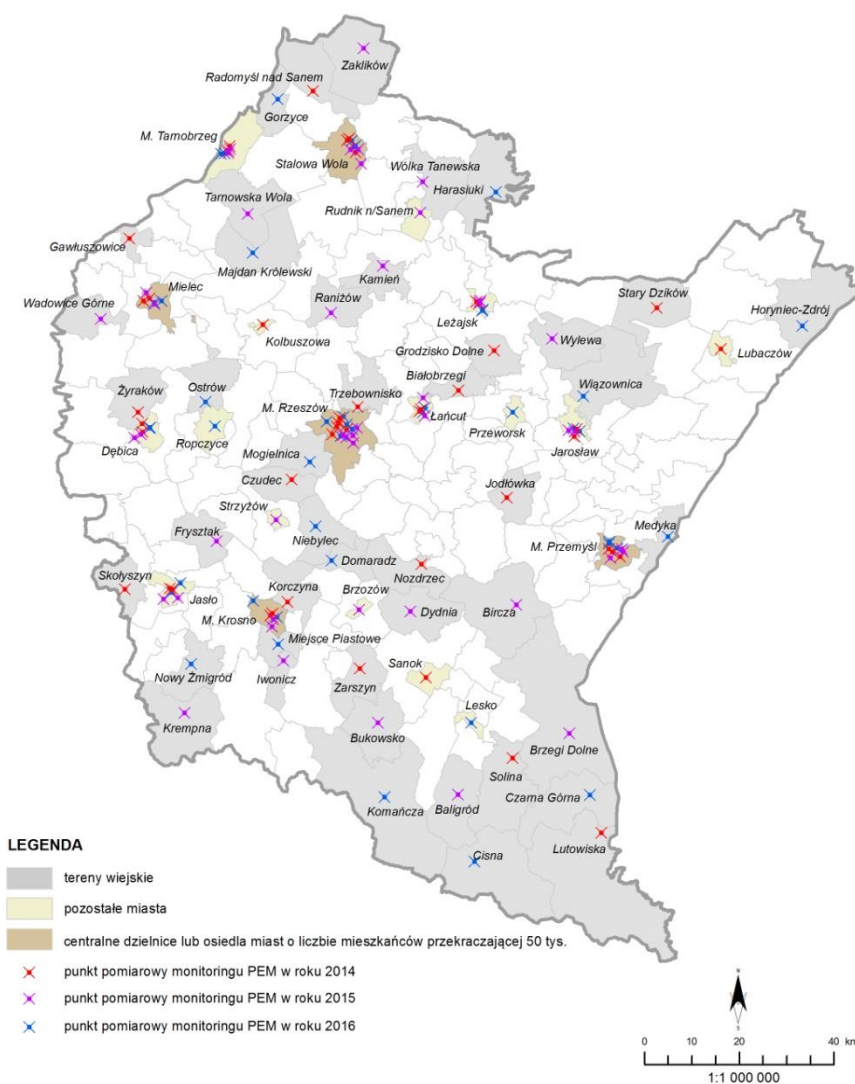 Zaklików
Radomyśl nad Sanem
Gorzyce
M. Tarnobrzeg
Stalowa Wola
Wólka Tanewska
Harasiuki
Tarnowska Wola
Rudnik n/Sanem
Gawłuszowice
Majdan Królewski
Kamień
Mielec
Wadowice Górne
Raniżów
Leżajsk
Stary Dzików
Horyniec-Zdrój
Kolbuszowa
Grodzisko Dolne
Wylewa
Lubaczów
Białobrzegi
Żyraków
Ostrów
Trzebownisko
Wiązownica
M. Rzeszów
Łańcut
Przeworsk
Dębica
Ropczyce
Mogielnica
Jarosław
Czudec
Jodłówka
Strzyżów
Medyka
Frysztak
Niebylec
M. Przemyśl
Domaradz
Skołyszyn
Nozdrzec
Korczyna
Brzozów
Jasło
Dydnia
Bircza
M. Krosno
Miejsce Piastowe
Sanok
Nowy Żmigród
Iwonicz
Zarszyn
Lesko
Krempna
Bukowsko
Brzegi Dolne
Solina
Komańcza
Baligród
Czarna Górna
Lutowiska
Cisna
LEGENDA
tereny wiejskie
pozostałe miasta
centralne dzielnice lub osiedla miast o liczbie mieszkańców przekraczającej 50 tys.
punkt pomiarowy monitoringu PEM w roku 2014
punkt pomiarowy monitoringu PEM w roku 2015
punkt pomiarowy monitoringu PEM w roku 2016
N
S
0 10 20 40 km
1:1 000 000